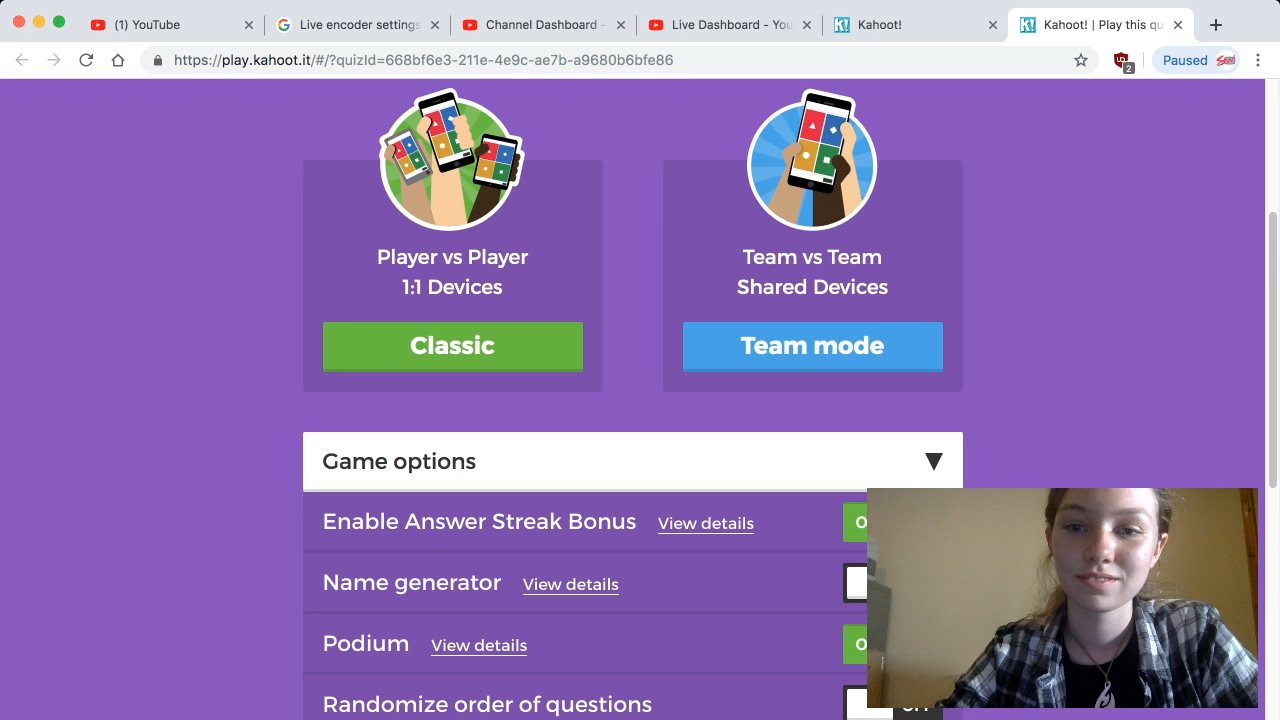 (1) YouTube
Live encoder settings
Channel Dashboard -
Live Dashboard - You
Kahoot!
Kahoot! | Play this qu
https://play.kahoot.it/#/?quizId=668bf6e3-211e-4e9c-ae7b-a9680b6bfe86
2
Paused
Player vs Player
1:1 Devices
Classic
Team vs Team
Shared Devices
Team mode
Game options
Enable Answer Streak Bonus View details
Name generator View details
Podium View details
Randomize order of questions